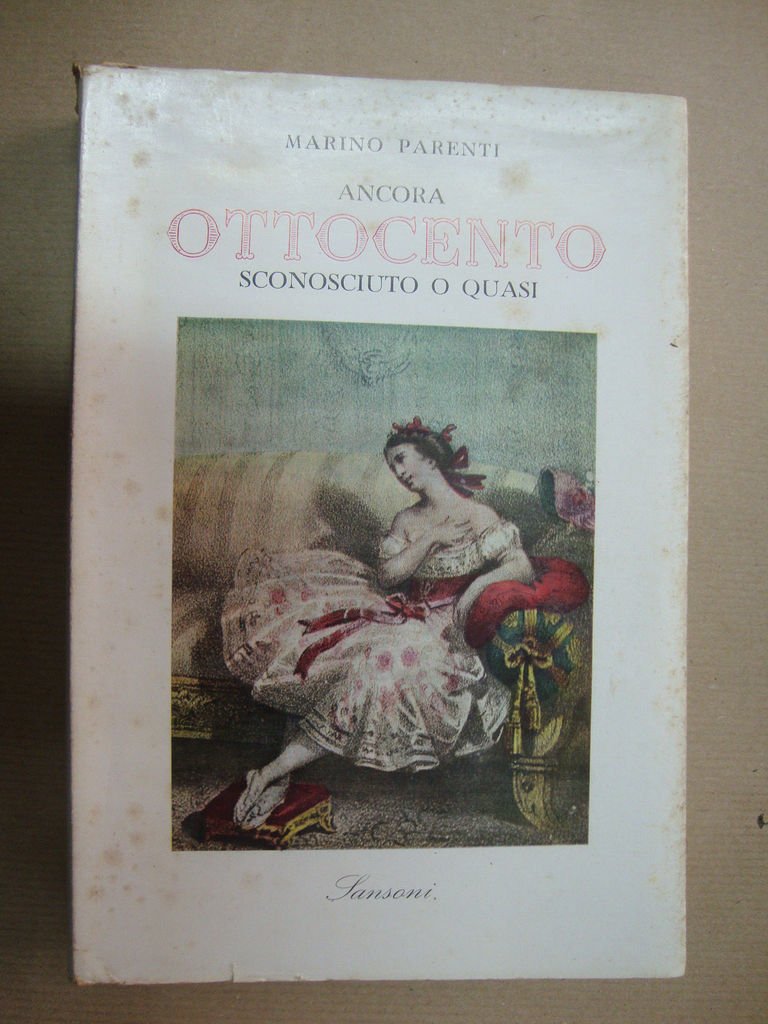 MARINO PARENTI
ANCORA
OTTOCENTO
SCONOSCIUTO O QUASI
Sansoni.